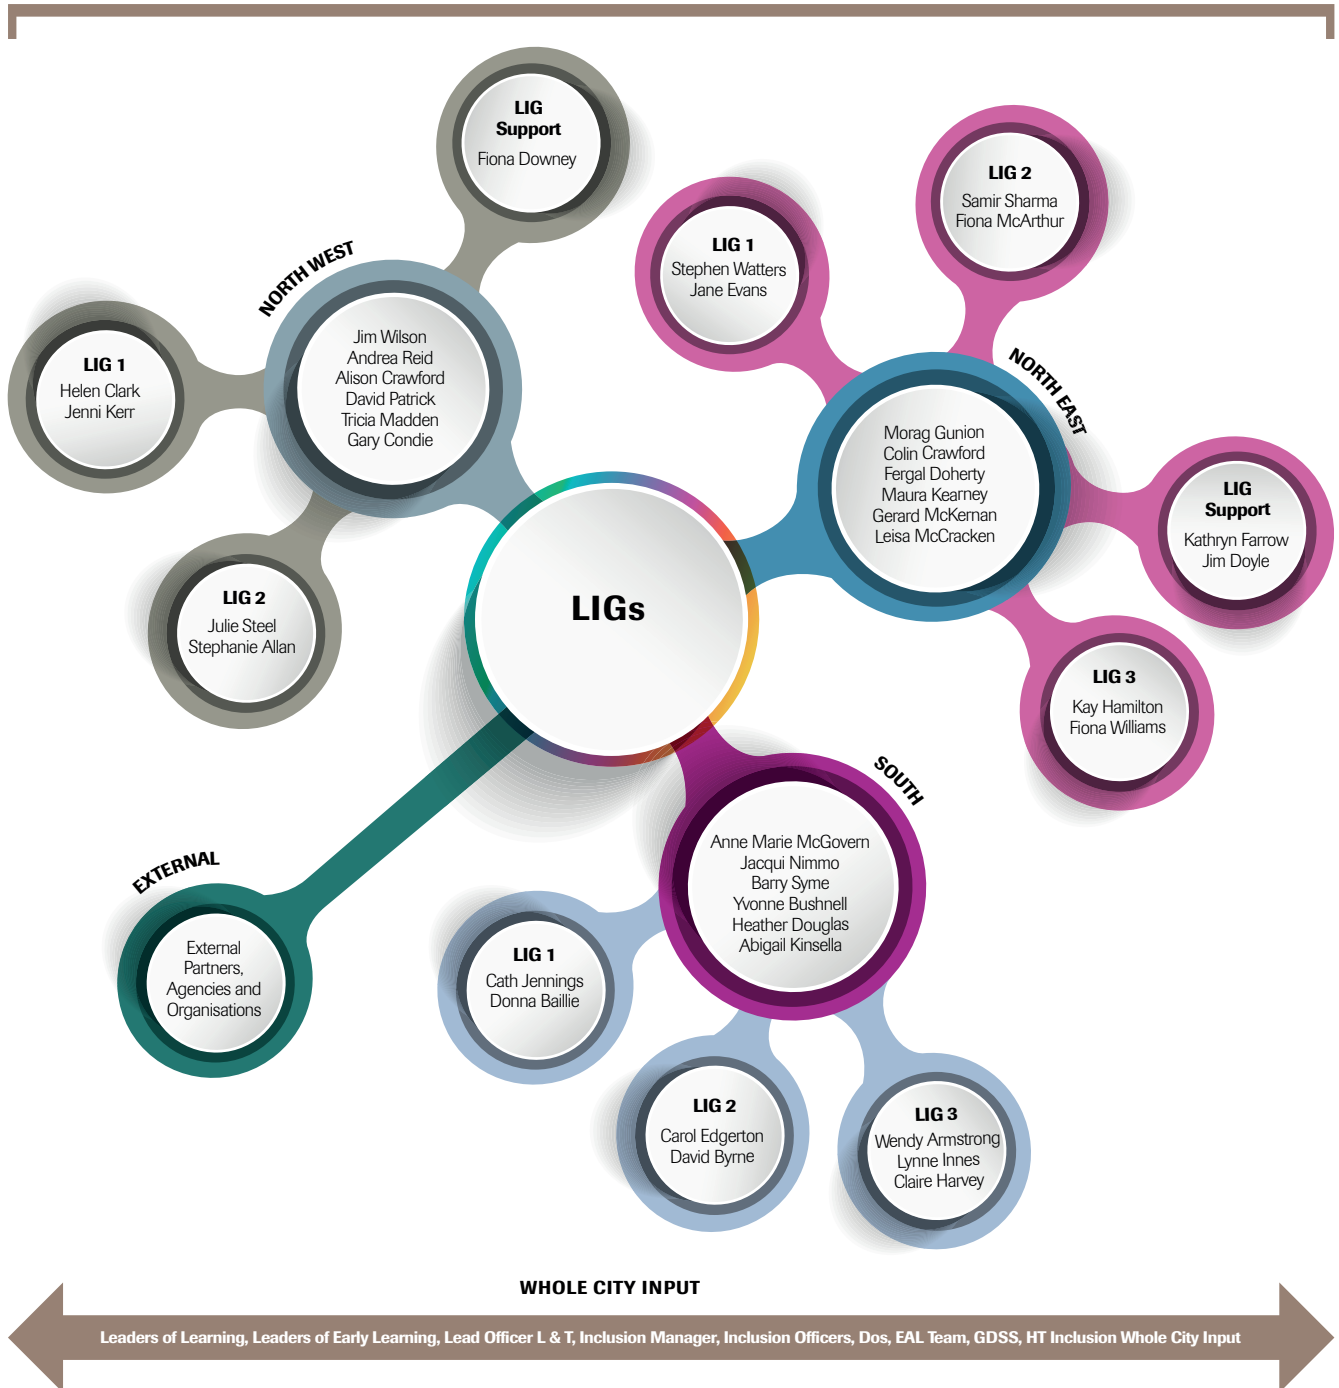 LIG
Support
Fiona Downey
NORTH WEST
Jim Wilson
Andrea Reid
Alison Crawford
David Patrick
Tricia Madden
Gary Condie
LIG 1
Helen Clark
Jenni Kerr
LIG 2
Julie Steel
Stephanie Allan
LIG 1
Stephen Watters
Jane Evans
LIG 2
Samir Sharma
Fiona McArthur
NORTH EAST
Morag Gunion
Colin Crawford
Fergal Doherty
Maura Kearney
Gerard McKernan
Leisa McCracken
LIG
Support
Kathryn Farrow
Jim Doyle
LIG 3
Kay Hamilton
Fiona Williams
LIGs
SOUTH
Anne Marie McGovern
Jacqui Nimmo
Barry Syme
Yvonne Bushnell
Heather Douglas
Abigail Kinsella
EXTERNAL
External
Partners,
Agencies and
Organisations
LIG 1
Cath Jennings
Donna Baillie
LIG 2
Carol Edgerton
David Byrne
LIG 3
Wendy Armstrong
Lynne Innes
Claire Harvey
WHOLE CITY INPUT
Leaders of Learning, Leaders of Early Learning, Lead Officer L & T, Inclusion Manager, Inclusion Officers, Dos, EAL Team, GDSS, HT Inclusion Whole City Input